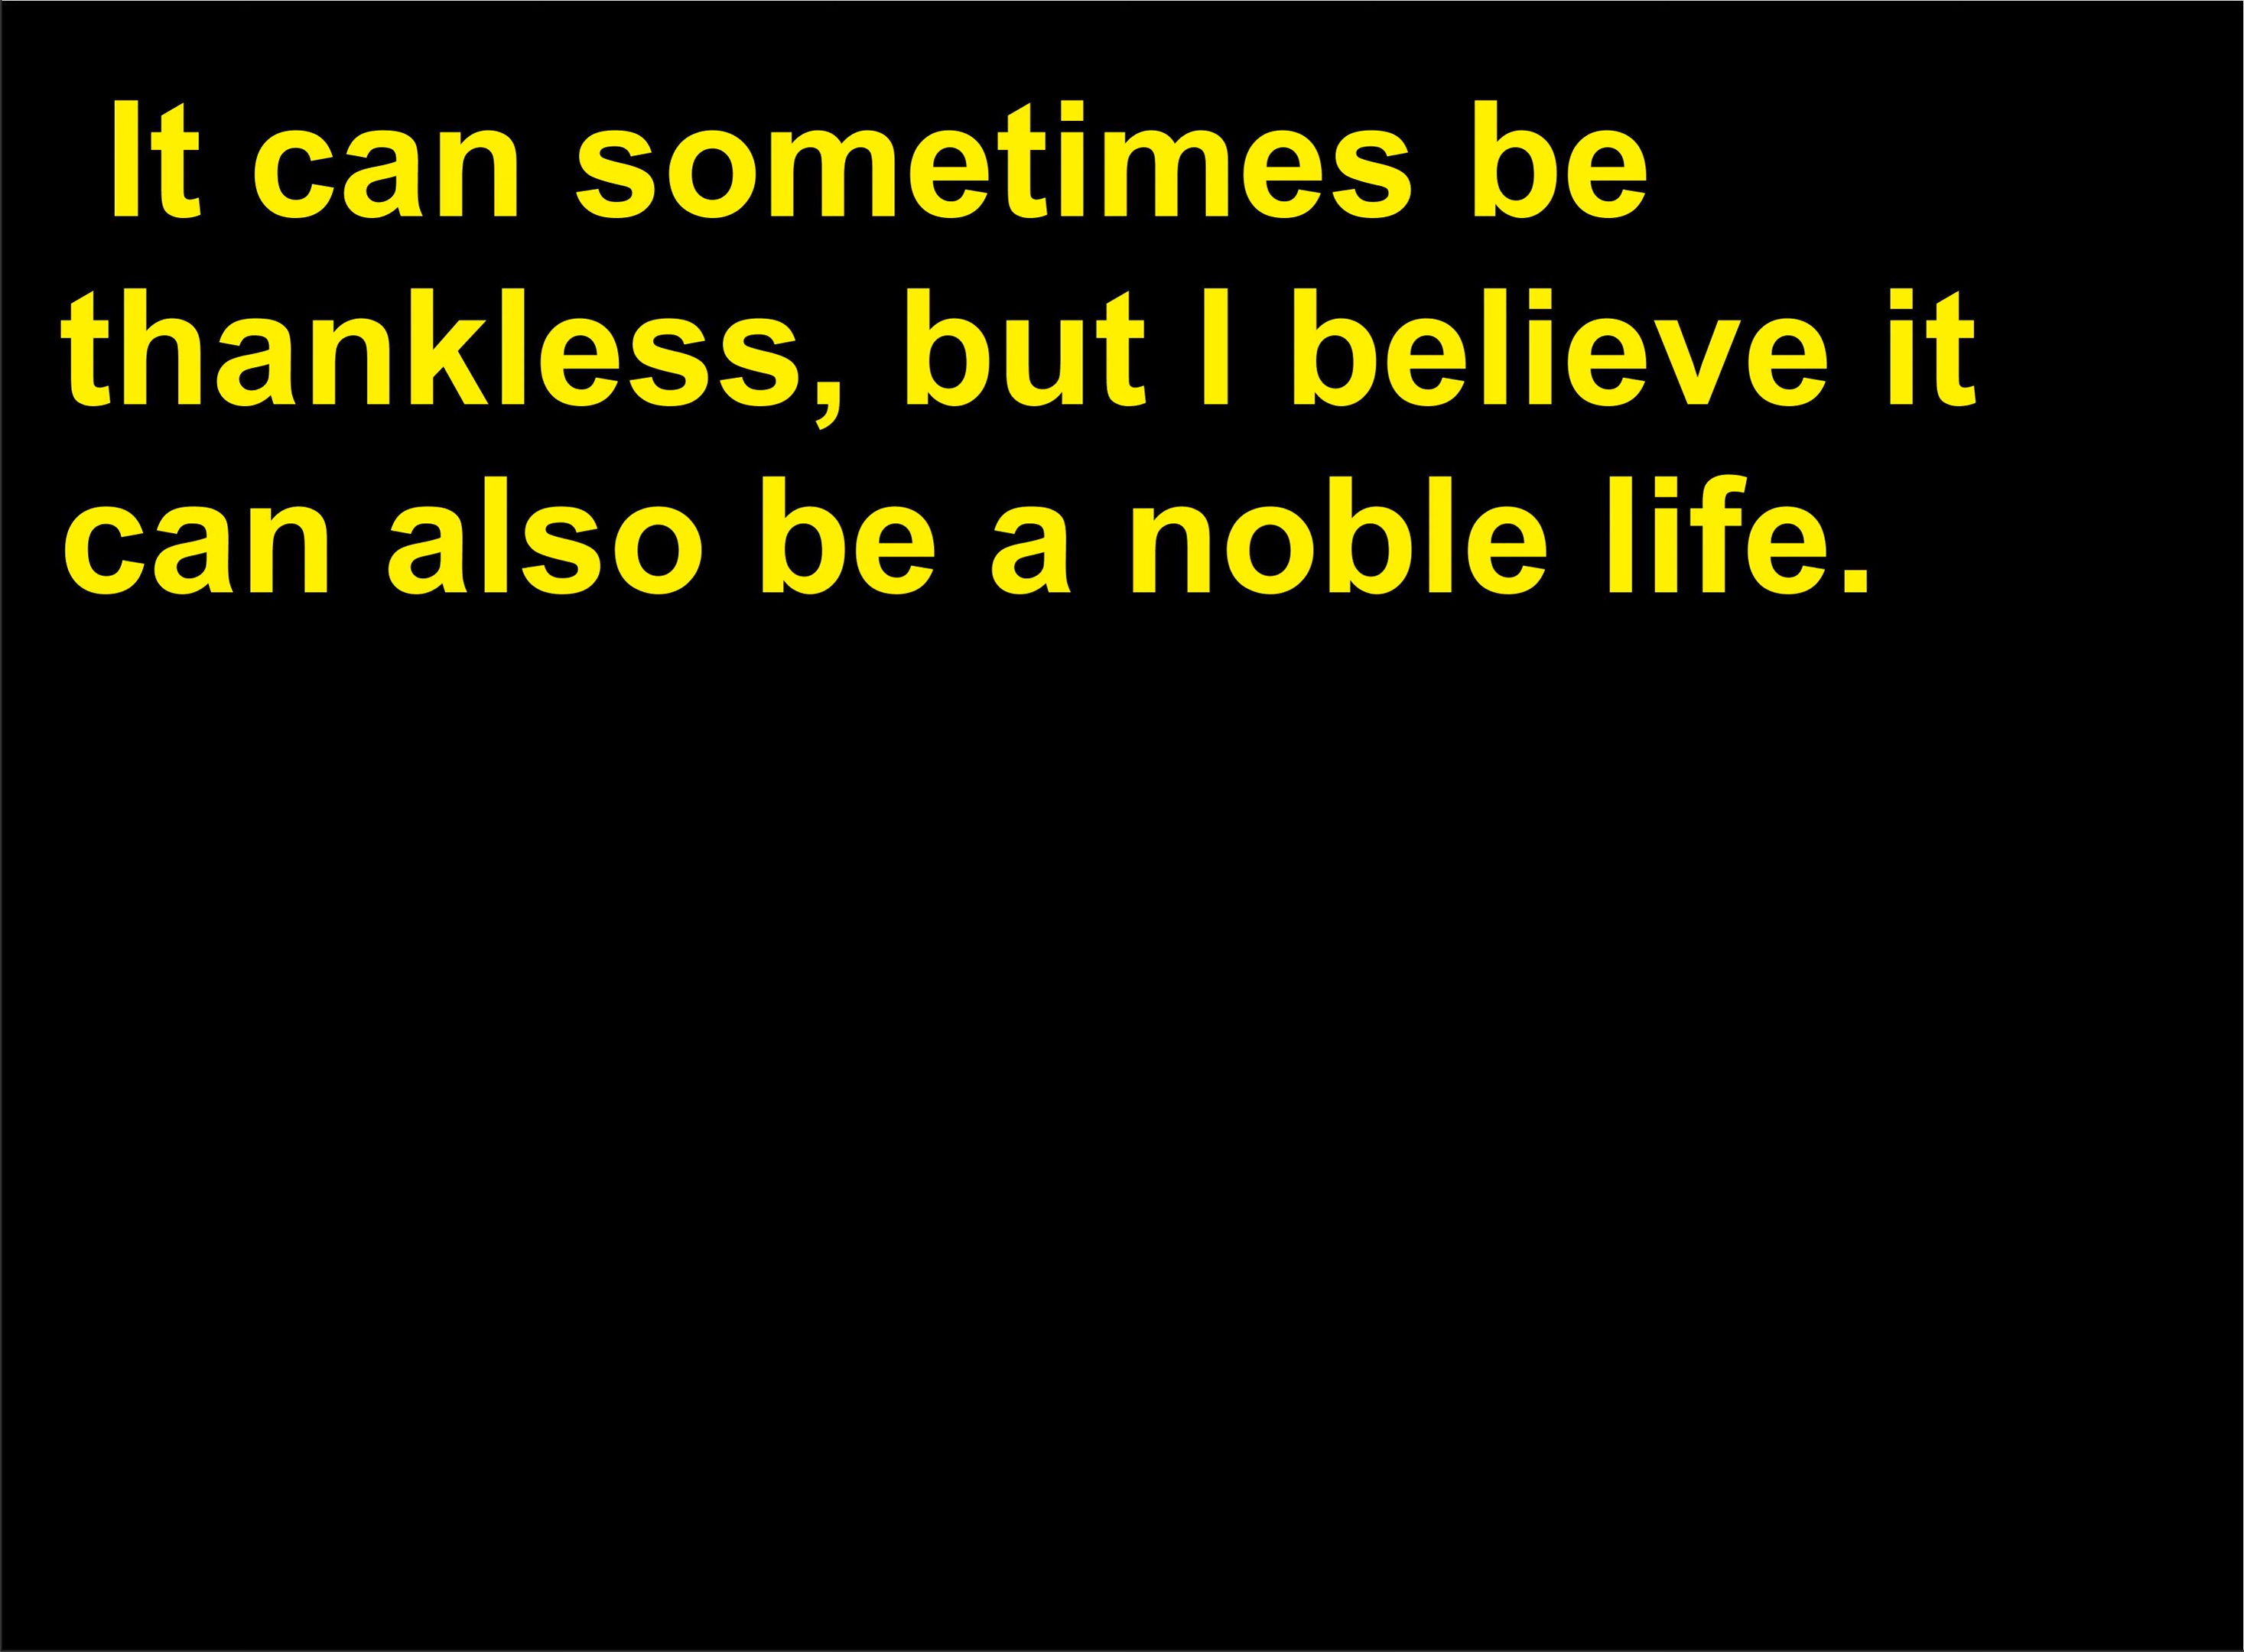 It can sometimes be
thankless, but I believe it
can also be a noble life.